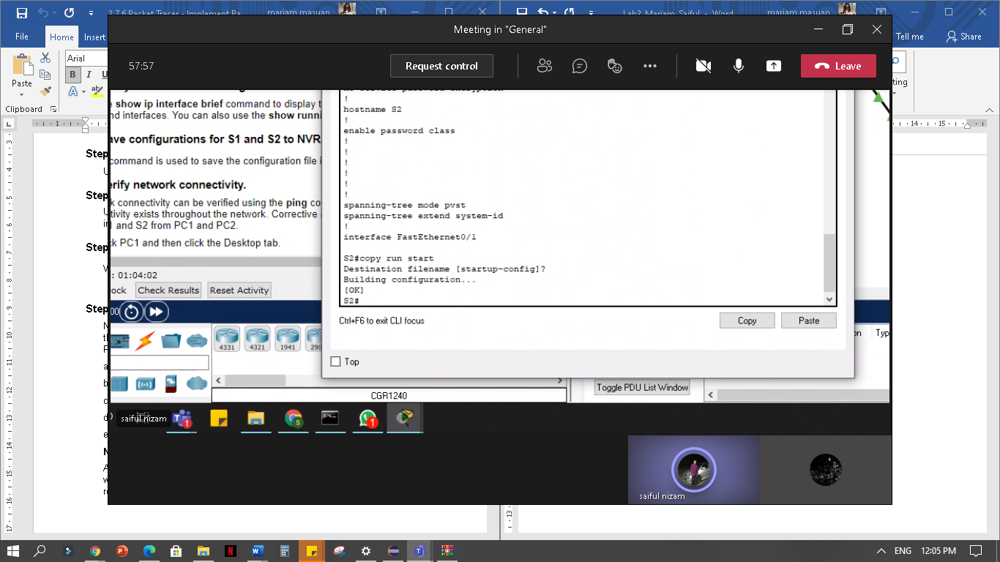 2.7.6 Packet Tracer - Implement Ba
mariam masuan
Lab2_Mariam_Saiful - Word
mariam masuan
File
Home
Insert
Tell me
Share
Arial
Paste
B I U
Clipboard
Meeting in "General"
57:57
Request control
Leave
show ip interface brief command to display t
nd interfaces. You can also use the show runni
ave configurations for S1 and S2 to NVR
command is used to save the configuration file i
erify network connectivity.
k connectivity can be verified using the ping co
tivity exists throughout the network. Corrective
1 and S2 from PC1 and PC2.
ck PC1 and then click the Desktop tab.
: 01:04:02
ock
Check Results
Reset Activity
no service password-encryption
!
hostname S2
!
enable password class
!
!
!
!
!
!
spanning-tree mode pvst
spanning-tree extend system-id
!
interface FastEthernet0/1
S2#copy run start
Destination filename [startup-config]?
Building configuration...
[OK]
S2#
Ctrl+F6 to exit CLI focus
Copy
Paste
Top
4331
4321
1941
290
CGR1240
Toggle PDU List Window
on
Typ
Step
Step
Step
Step
saiful nizam
saiful nizam
ENG
12:05 PM